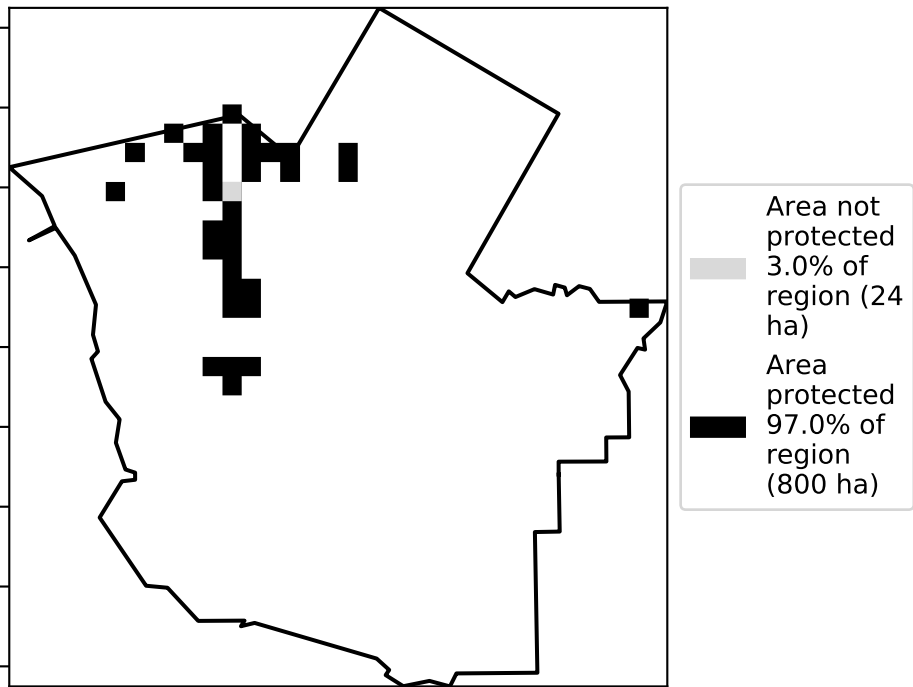 Area not
protected
3.0% of
region (24
ha)
Area
protected
97.0% of
region
(800 ha)